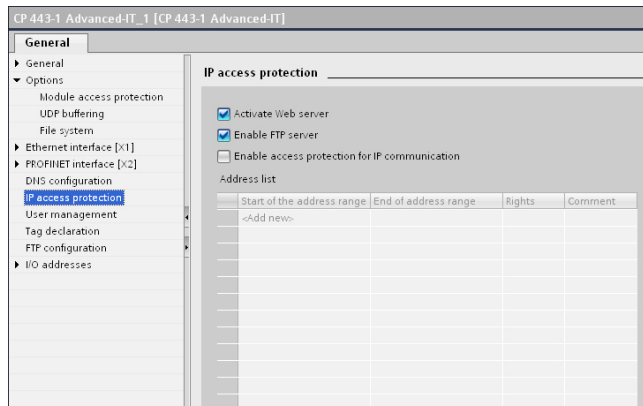 CP 443-1 Advanced-IT_1 [CP 443-1 Advanced-IT]
General
General
Options
Module access protection
UDP buffering
File system
Ethernet interface [X1]
PROFINET interface [X2]
DNS configuration
IP access protection
User management
Tag declaration
FTP configuration
I/O addresses
IP access protection
Activate Web server
Enable FTP server
Enable access protection for IP communication
Address list
Start of the address range End of address range Rights Comment
<Add new>